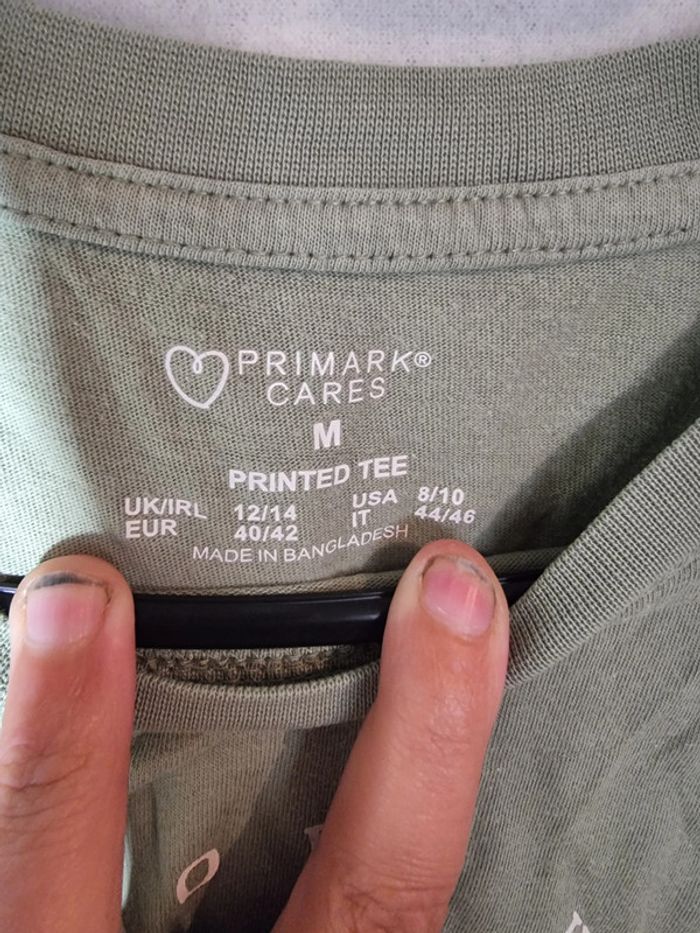 PRIMARK®
CARES
M
PRINTED TEE
UK/IRL 12/14 USA 8/10
EUR 40/42 IT 44/46
MADE IN BANGLADESH
O